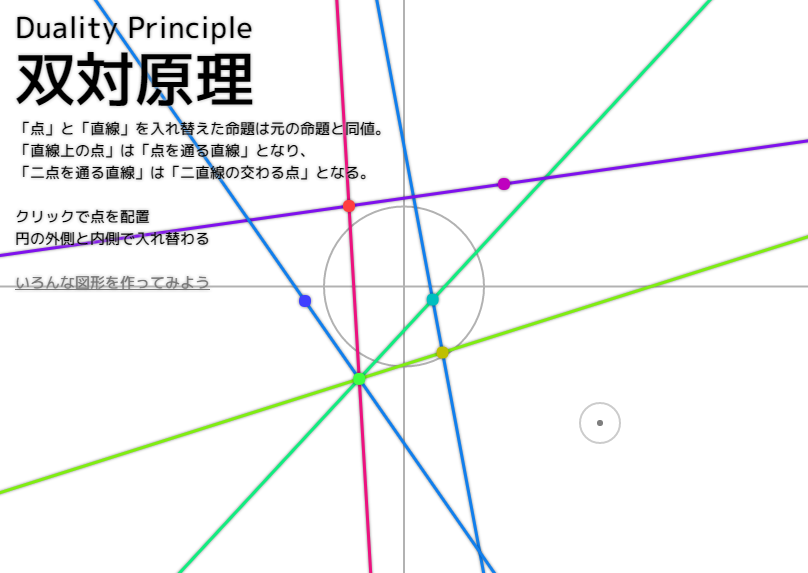 Duality Principle
双対原理
「点」と「直線」を入れ替えた命題は元の命題と同値。
「直線上の点」は「点を通る直線」となり、
「二点を通る直線」は「二直線の交わる点」となる。
クリックで点を配置
円の外側と内側で入れ替わる
いろんな図形を作ってみよう